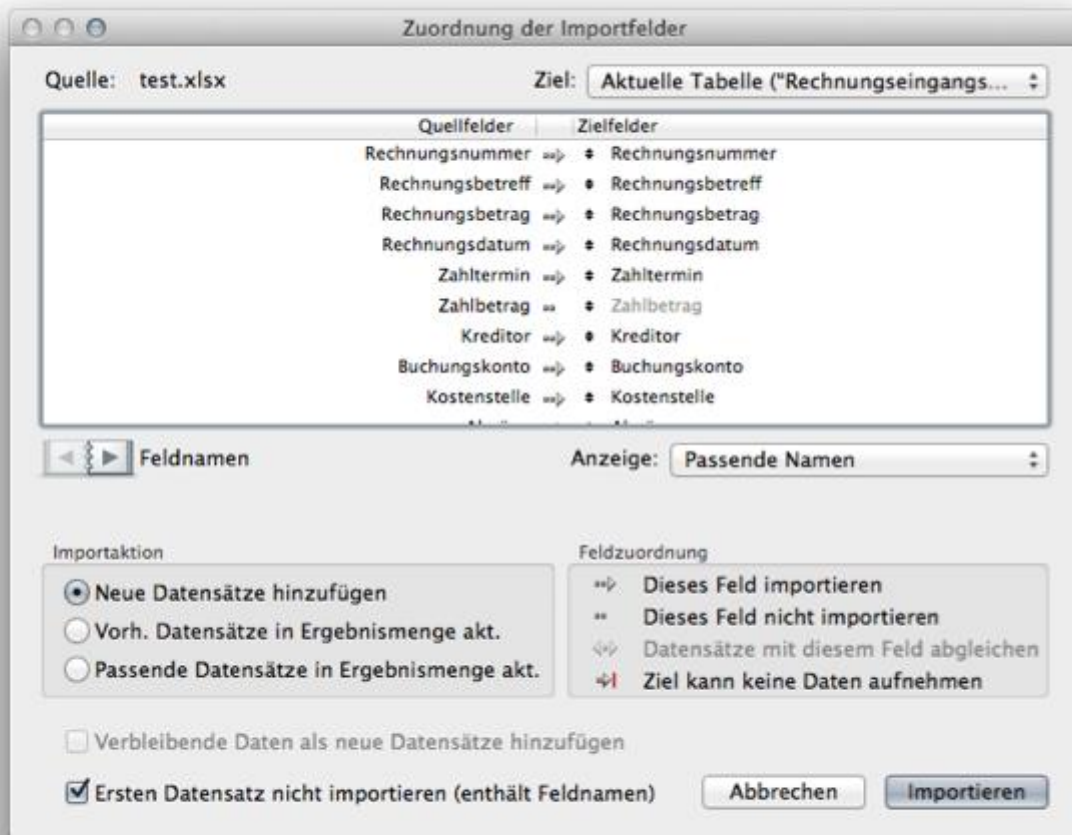 Zuordnung der Importfelder
Quelle: test.xlsx Ziel: Aktuelle Tabelle ("Rechnungseingangs...
Quellfelder Zielfelder
Rechnungsnummer Rechnungsnummer
Rechnungsbetreff Rechnungsbetreff
Rechnungsbetrag Rechnungsbetrag
Rechnungsdatum Rechnungsdatum
Zahltermin Zahltermin
Zahlbetrag Zahlbetrag
Kreditor Kreditor
Buchungskonto Buchungskonto
Kostenstelle Kostenstelle
Feldnamen Anzeige: Passende Namen
Importaktion Feldzuordnung
Neue Datensätze hinzufügen Dieses Feld importieren
Vorh. Datensätze in Ergebnismenge akt. Dieses Feld nicht importieren
Passende Datensätze in Ergebnismenge akt. Datensätze mit diesem Feld abgleichen
Ziel kann keine Daten aufnehmen
Verbleibende Daten als neue Datensätze hinzufügen
Ersten Datensatz nicht importieren (enthält Feldnamen) Abbrechen Importieren